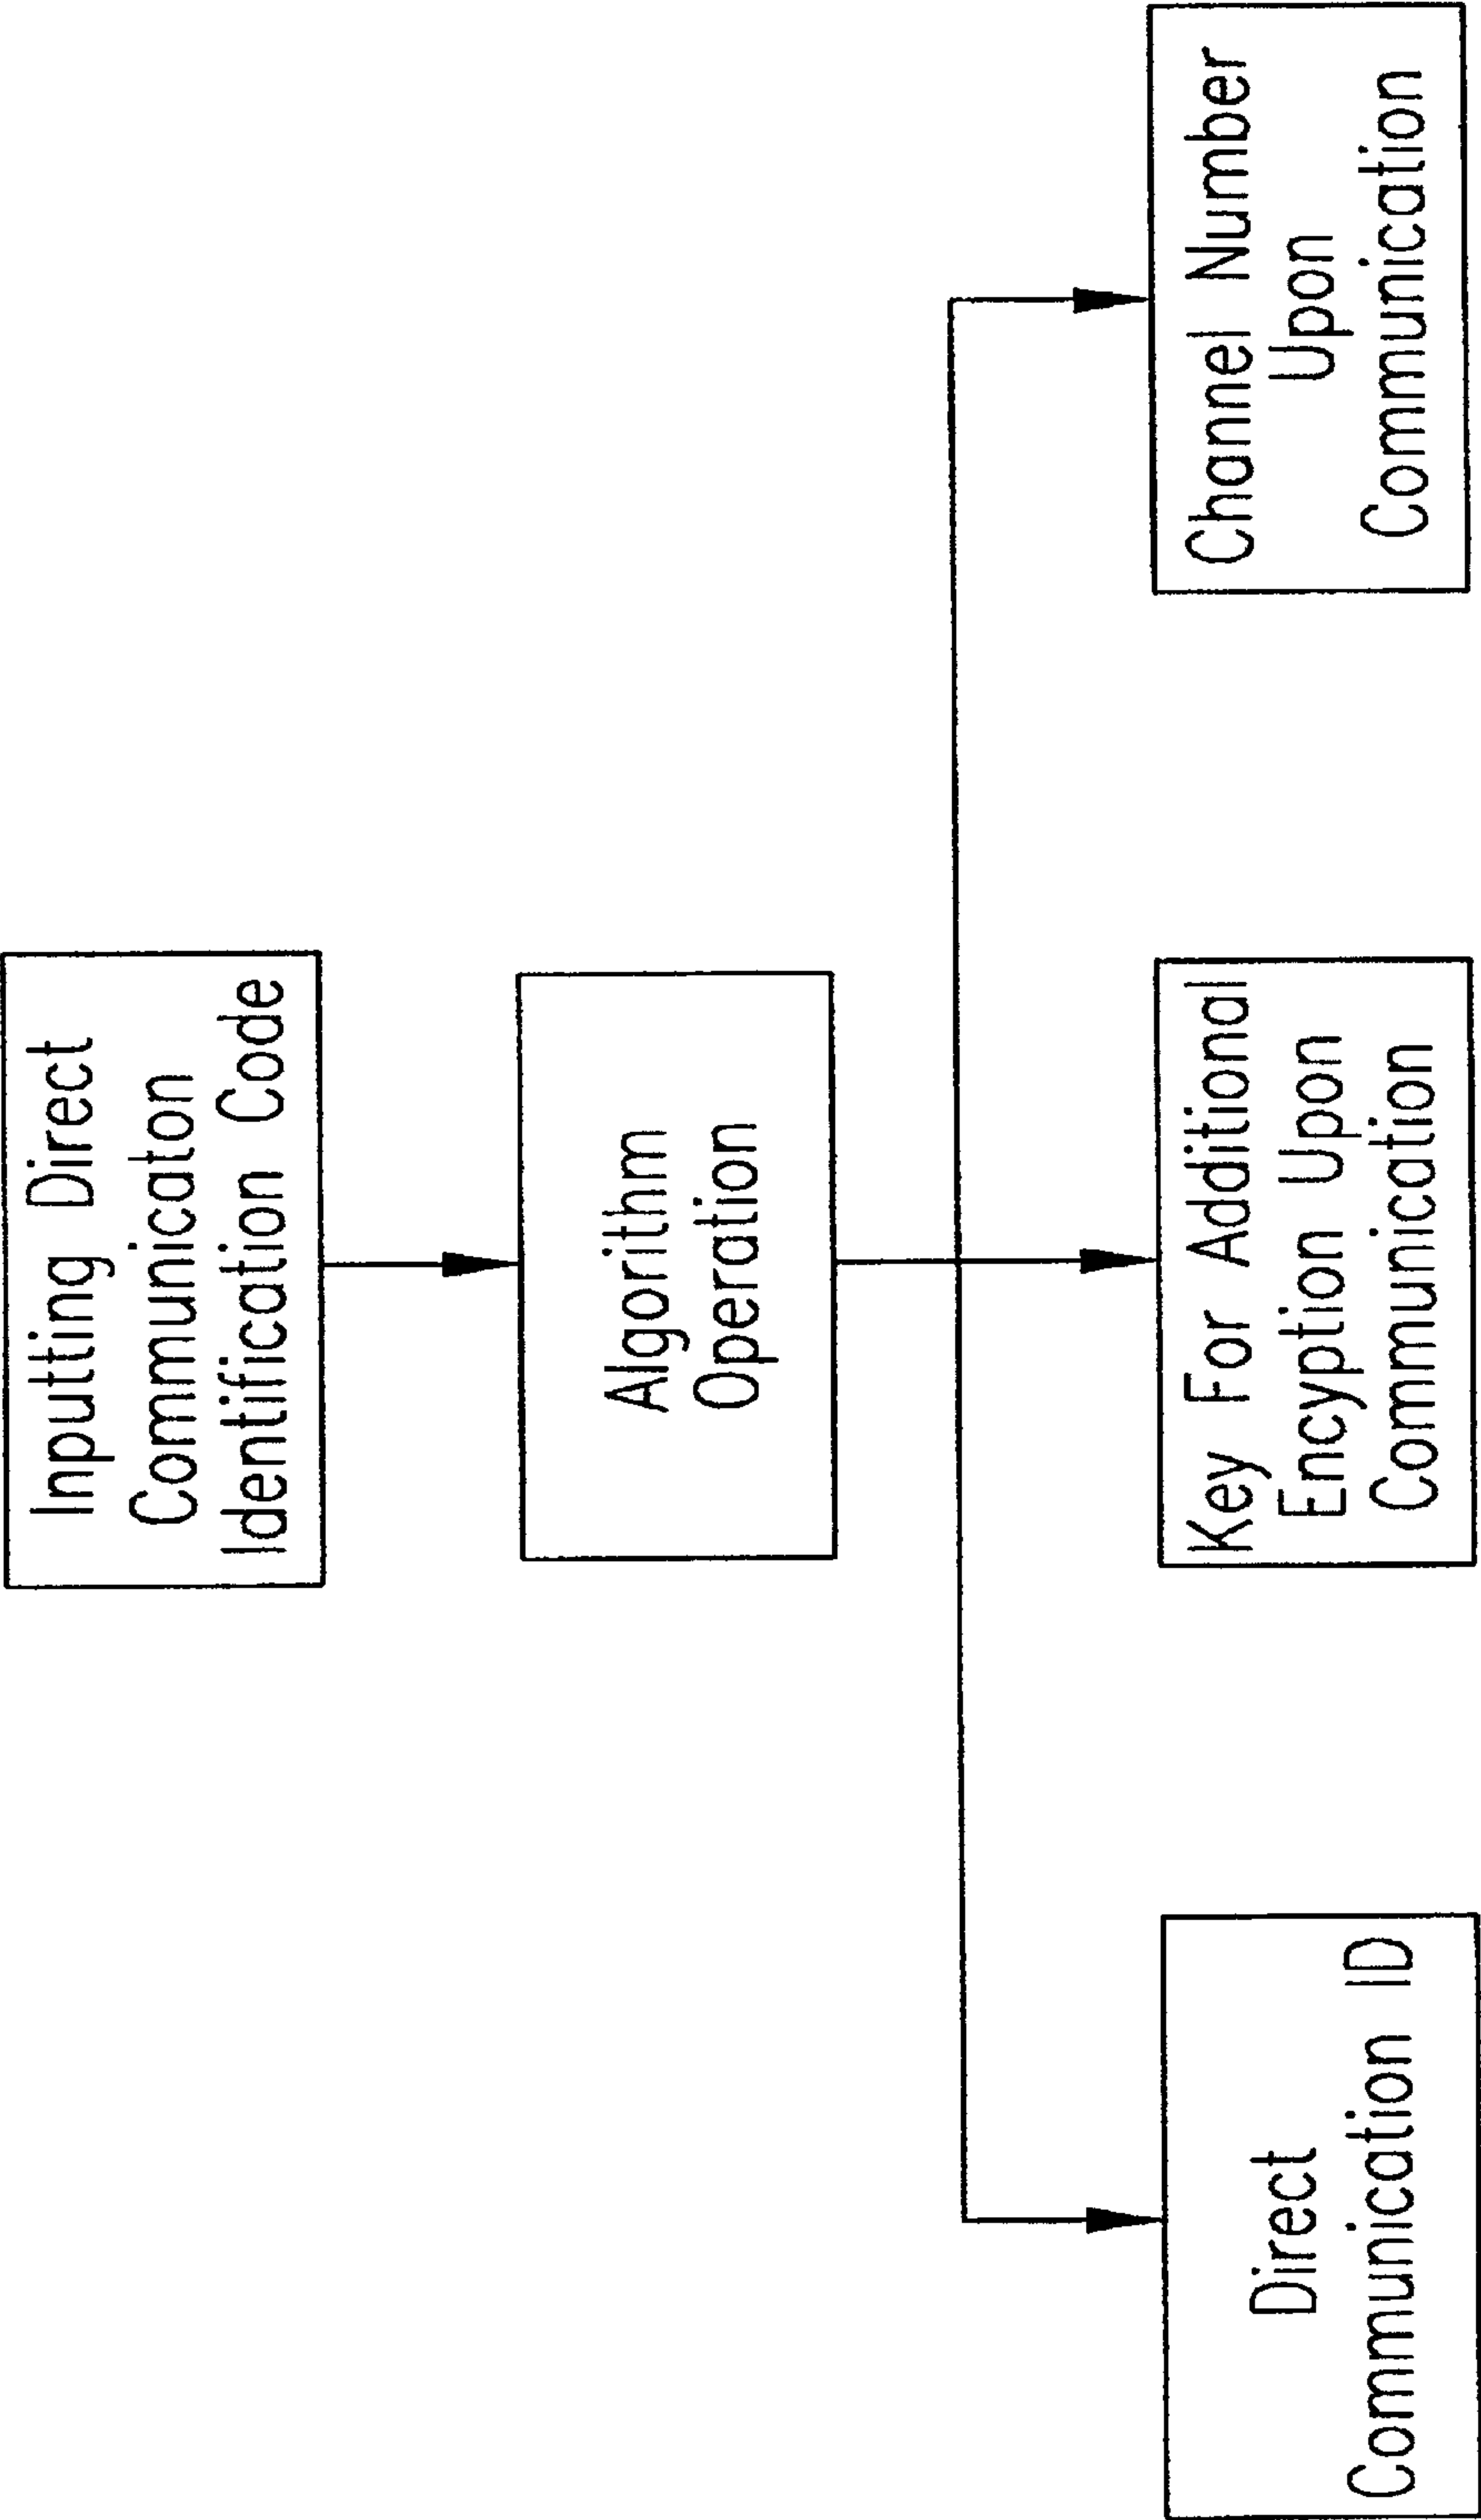 Inputing Direct
Communicaton
Identification Code
Algorithm
Operation
Direct
Communication ID
Key For Additional
Encyption Upon
Communication
Channel Number
Upon
Communication